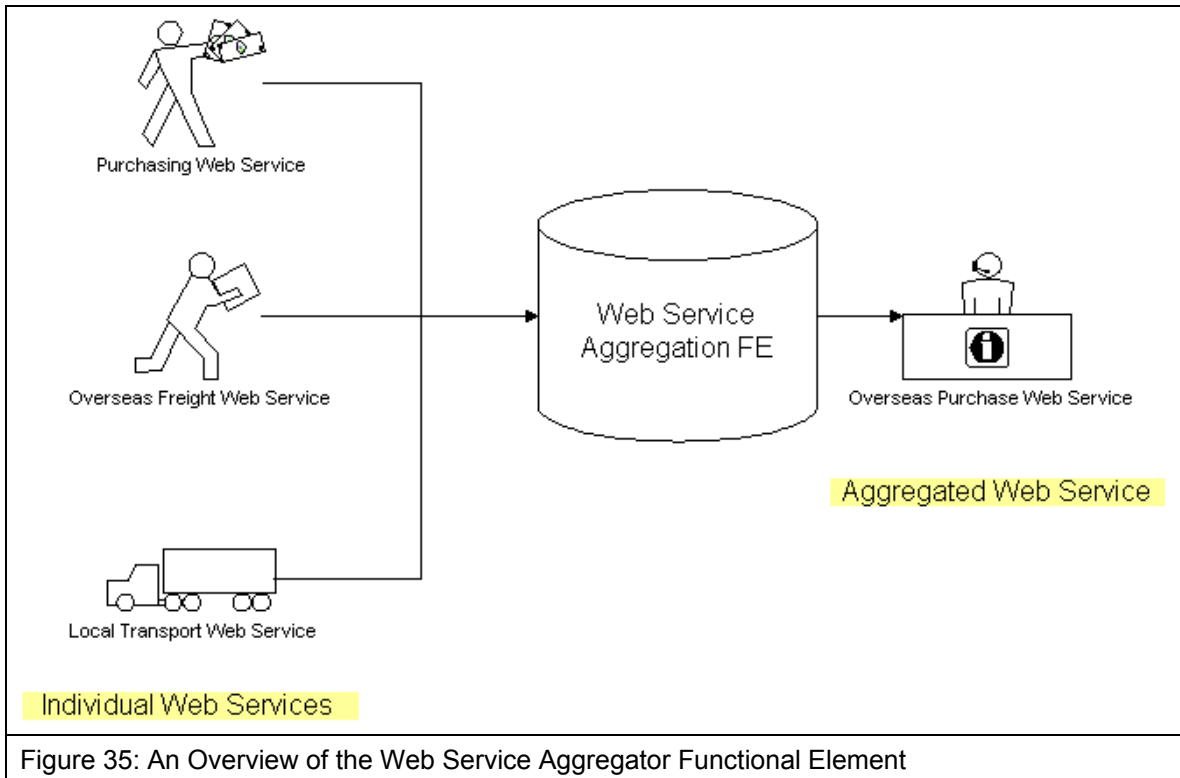 Purchasing Web Service
Overseas Freight Web Service
Local Transport Web Service
Individual Web Services
Web Service
Aggregation FE
Overseas Purchase Web Service
Aggregated Web Service
Figure 35: An Overview of the Web Service Aggregator Functional Element